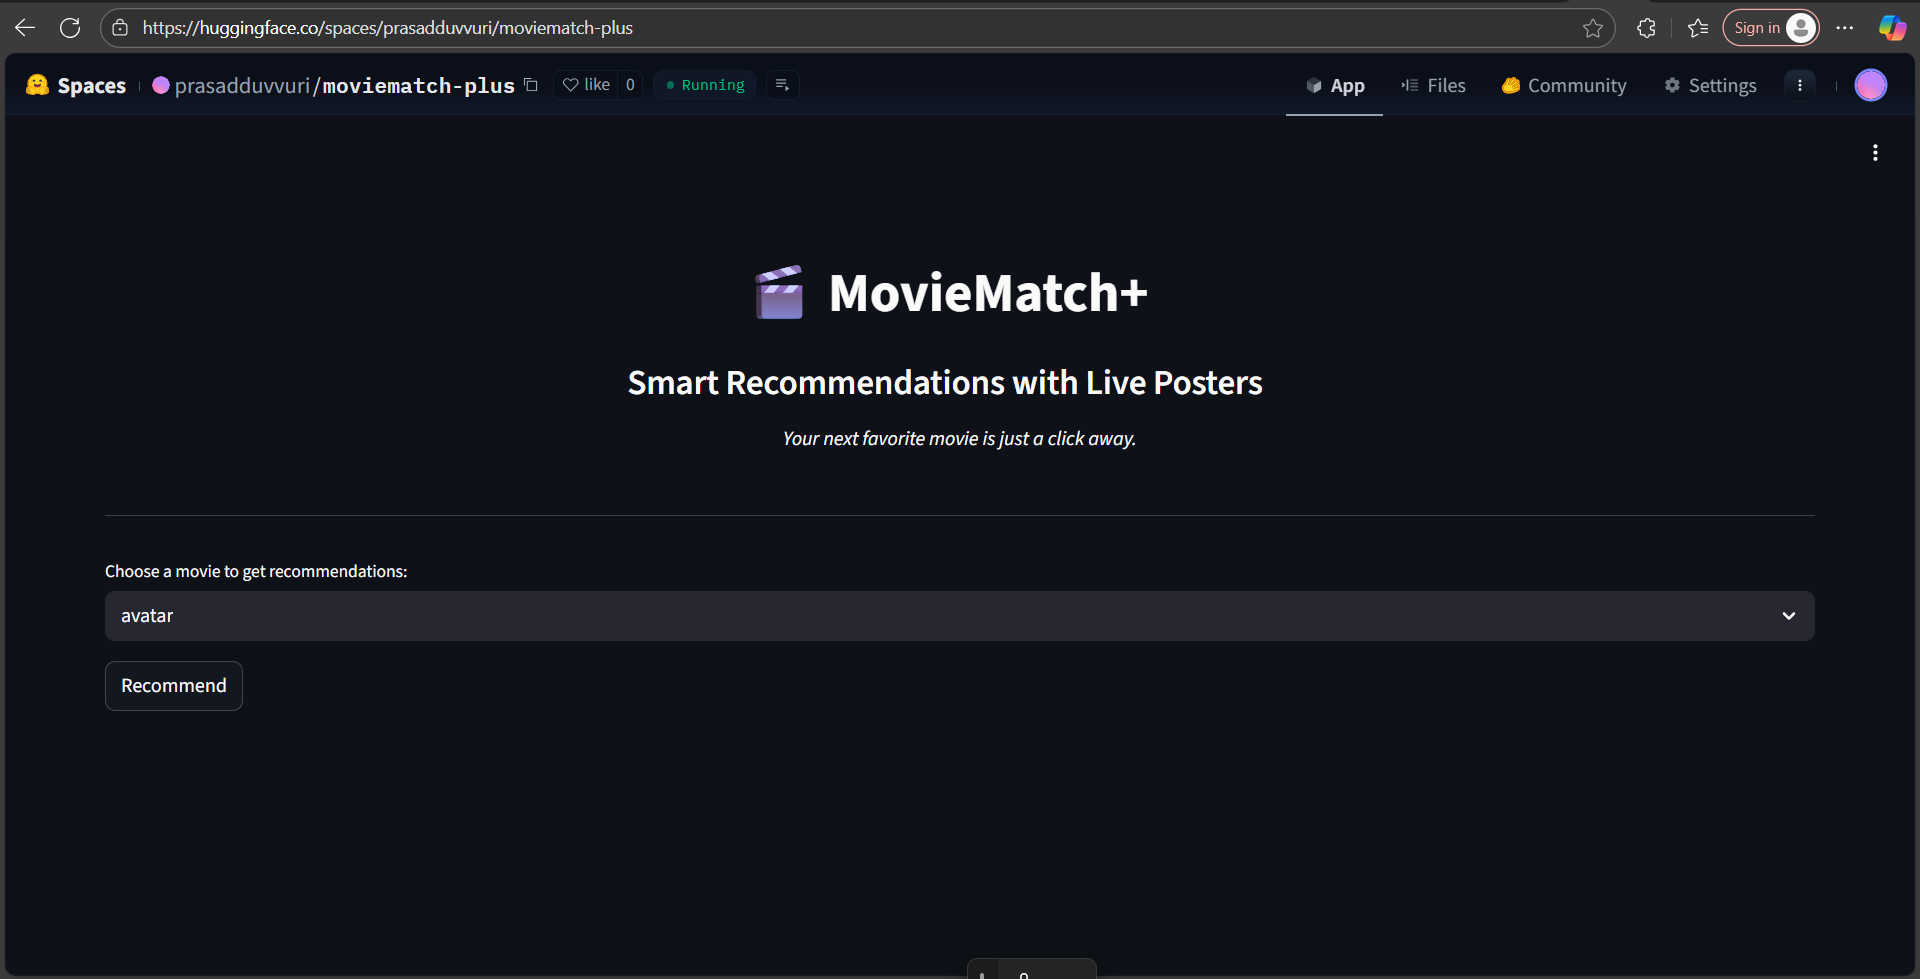 https://huggingface.co/spaces/prasadduvvuri/moviematch-plus
Sign in
Spaces prasadduvvuri/moviematch-plus like 0 Running App Files Community Settings
MovieMatch+
Smart Recommendations with Live Posters
Your next favorite movie is just a click away.
Choose a movie to get recommendations:
avatar
Recommend